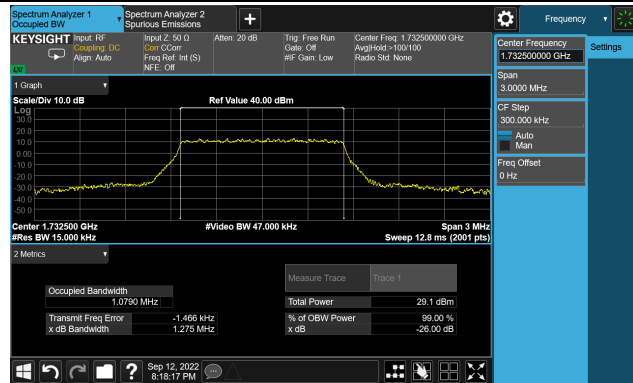 Spectrum Analyzer 1
Occupied BW
Spectrum Analyzer 2
Spurious Emissions
+
Frequency
KEYSIGHT
Input: RF
Coupling: DC
Align: Auto
Input Z: 50 Ω
Corr CCorr
Freq Ref: Int (S)
NFE: Off
Atten: 20 dB
Trig: Free Run
Gate: Off
#IF Gain: Low
Center Freq: 1.732500000 GHz
Avg|Hold:>100/100
Radio Std: None
LXI
Center Frequency
1.732500000 GHz
Settings
Span
3.0000 MHz
CF Step
300.000 kHz
Auto
Man
Freq Offset
0 Hz
1 Graph
Scale/Div 10.0 dB
Ref Value 40.00 dBm
Log
30.0
20.0
10.0
0.00
-10.0
-20.0
-30.0
-40.0
-50.0
Center 1.732500 GHz
#Video BW 47.000 kHz
Span 3 MHz
#Res BW 15.000 kHz
Sweep 12.8 ms (2001 pts)
2 Metrics
Measure Trace
Trace 1
Occupied Bandwidth
1.0790 MHz
Total Power
29.1 dBm
Transmit Freq Error
-1.466 kHz
% of OBW Power
99.00 %
x dB Bandwidth
1.275 MHz
x dB
-26.00 dB
?
Sep 12, 2022
8:18:17 PM